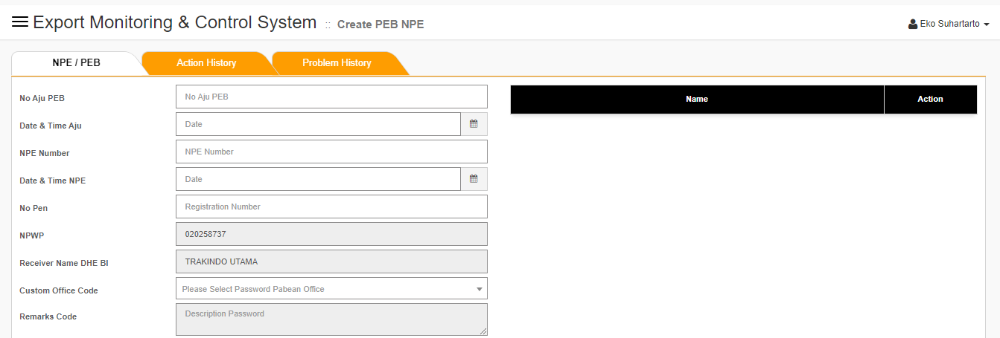 Export Monitoring & Control System :: Create PEB NPE
Eko Suhartarto
NPE / PEB
Action History
Problem History
No Aju PEB
No Aju PEB
Date & Time Aju
Date
NPE Number
NPE Number
Date & Time NPE
Date
No Pen
Registration Number
NPWP
020258737
Receiver Name DHE BI
TRAKINDO UTAMA
Custom Office Code
Please Select Password Pabean Office
Remarks Code
Description Password
Name
Action